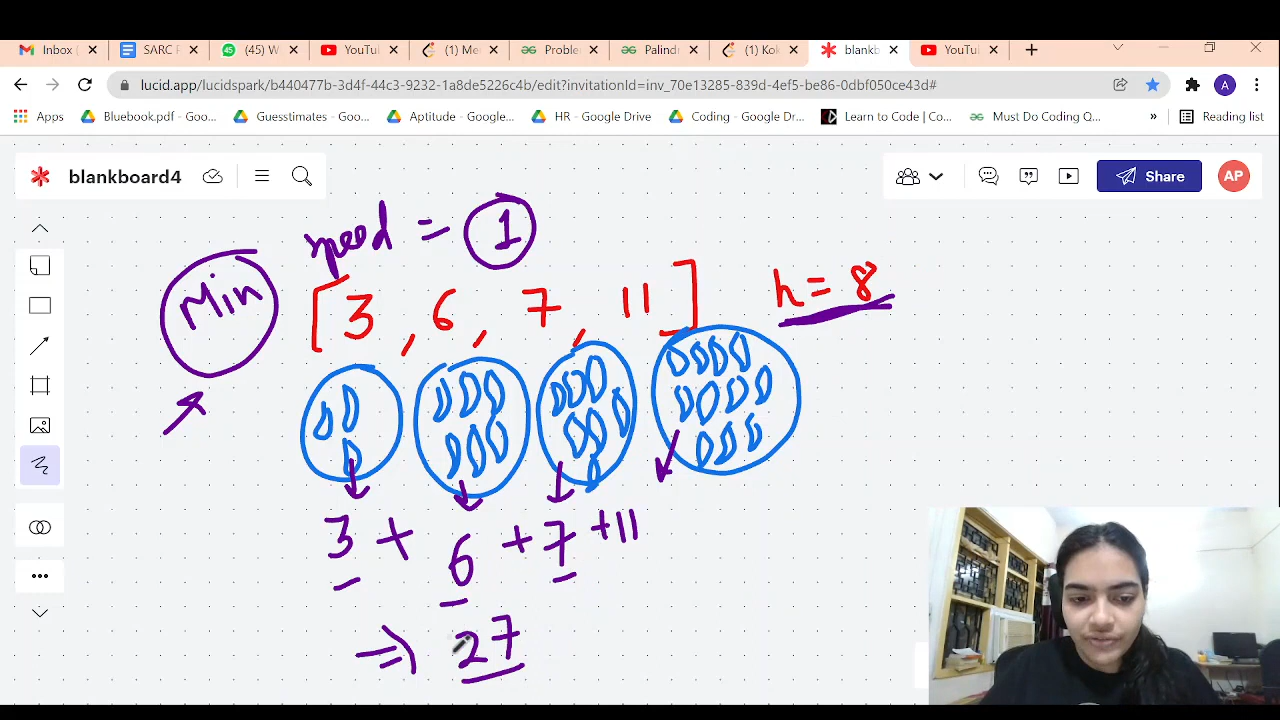 Inbox (
SARC F
(45) W
YouTu
(1) Me
Proble
Palindr
(1) Kok
blankb
YouTu
lucid.app/lucidspark/b440477b-3d4f-44c3-9232-1a8de5226c4b/edit?invitationId=inv_70e13285-839d-4ef5-be86-0dbf050ce43d#
A
Apps
Bluebook.pdf - Goo...
Guesstimates - Goo...
Aptitude - Google...
HR - Google Drive
Coding - Google Dr...
Learn to Code | Co...
Must Do Coding Q...
»
Reading list
blankboard4
Share
AP
speed = 1
Min
[3, 6, 7, 11]
h = 8
3 + 6 + 7 + 11
⇒ 27